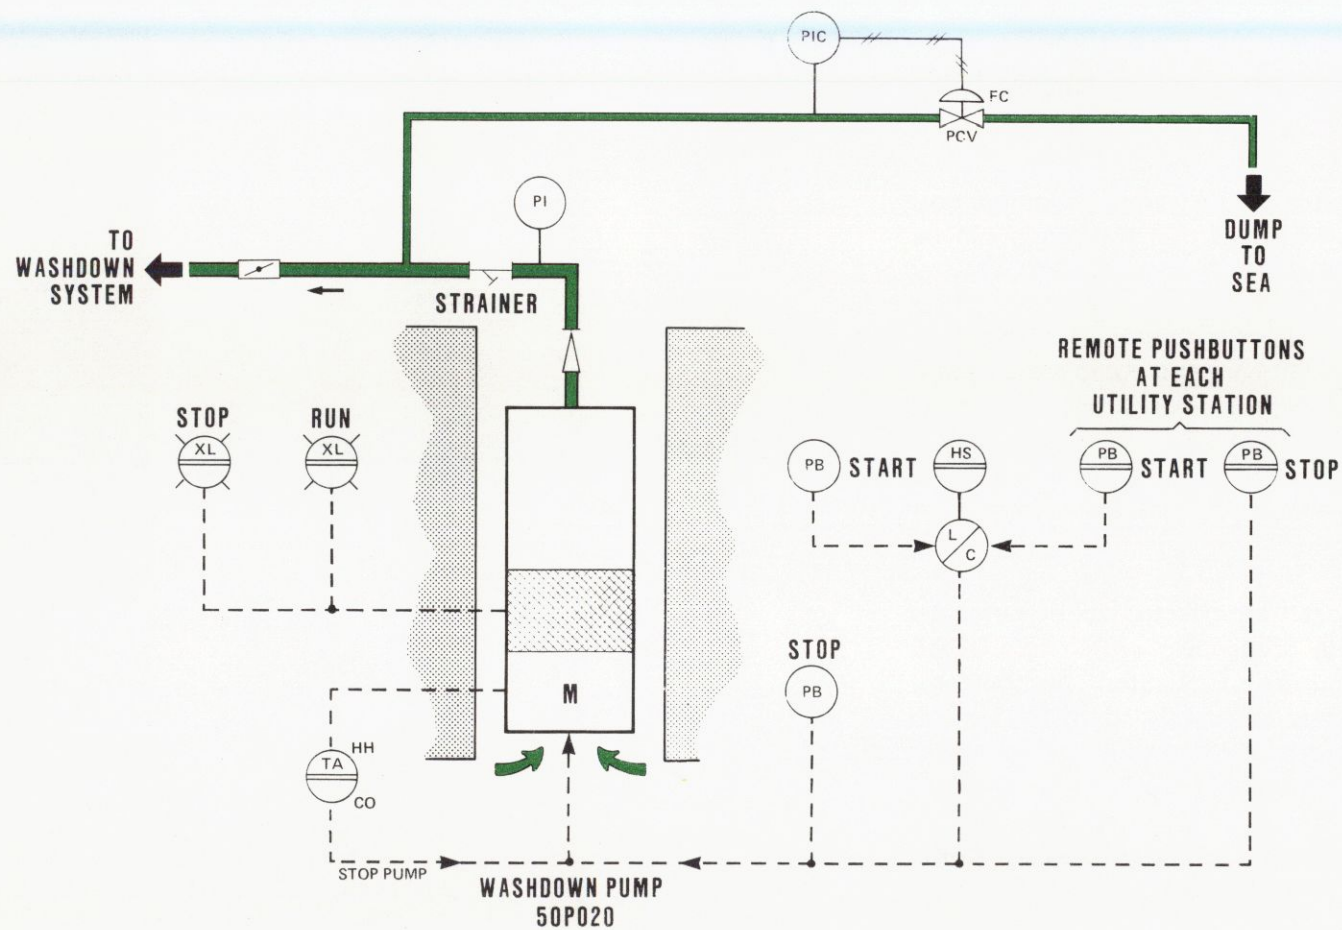 PIC
FC
PCV
PI
TO
WASHDOWN
SYSTEM
STRAINER
DUMP
TO
SEA
REMOTE PUSHBUTTONS
AT EACH
UTILITY STATION
STOP
XL
RUN
XL
PB
START
HS
PB
START
PB
STOP
L
C
STOP
PB
M
HH
TA
CO
STOP PUMP
WASHDOWN PUMP
50P020